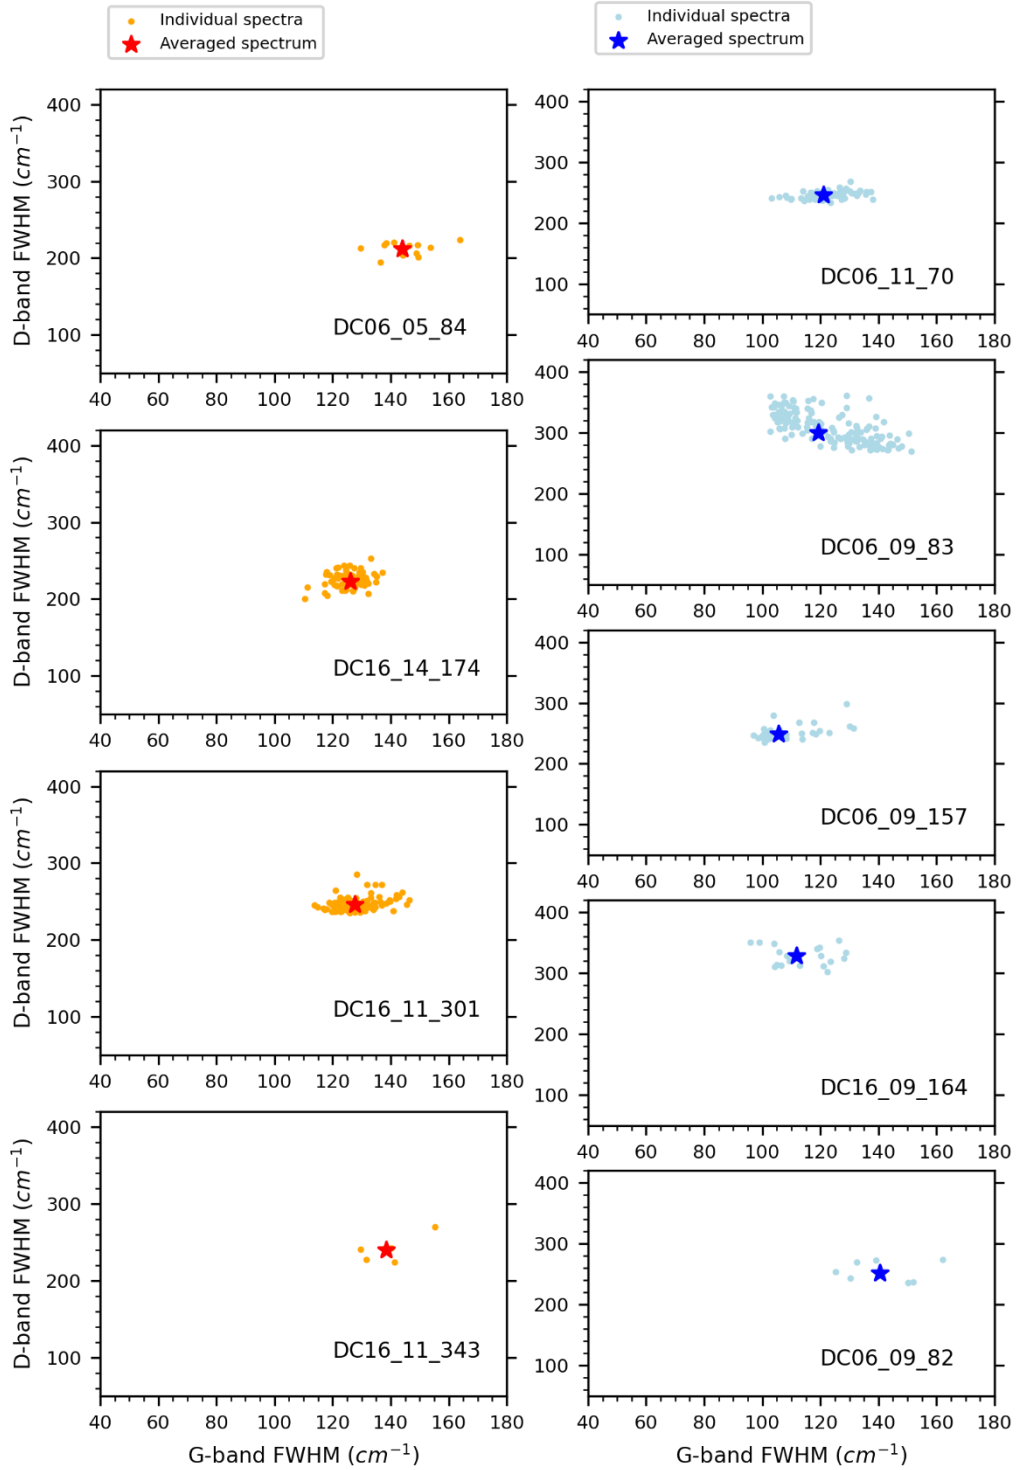 Individual spectra
Averaged spectrum
400
300
200
100
D-band FWHM (cm⁻¹)
DC06_05_84
40 60 80 100 120 140 160 180
400
300
200
100
D-band FWHM (cm⁻¹)
DC16_14_174
40 60 80 100 120 140 160 180
400
300
200
100
D-band FWHM (cm⁻¹)
DC16_11_301
40 60 80 100 120 140 160 180
400
300
200
100
D-band FWHM (cm⁻¹)
DC16_11_343
40 60 80 100 120 140 160 180
G-band FWHM (cm⁻¹)
Individual spectra
Averaged spectrum
400
300
200
100
DC06_11_70
40 60 80 100 120 140 160 180
400
300
200
100
DC06_09_83
40 60 80 100 120 140 160 180
400
300
200
100
DC06_09_157
40 60 80 100 120 140 160 180
400
300
200
100
DC16_09_164
40 60 80 100 120 140 160 180
400
300
200
100
DC06_09_82
40 60 80 100 120 140 160 180
G-band FWHM (cm⁻¹)